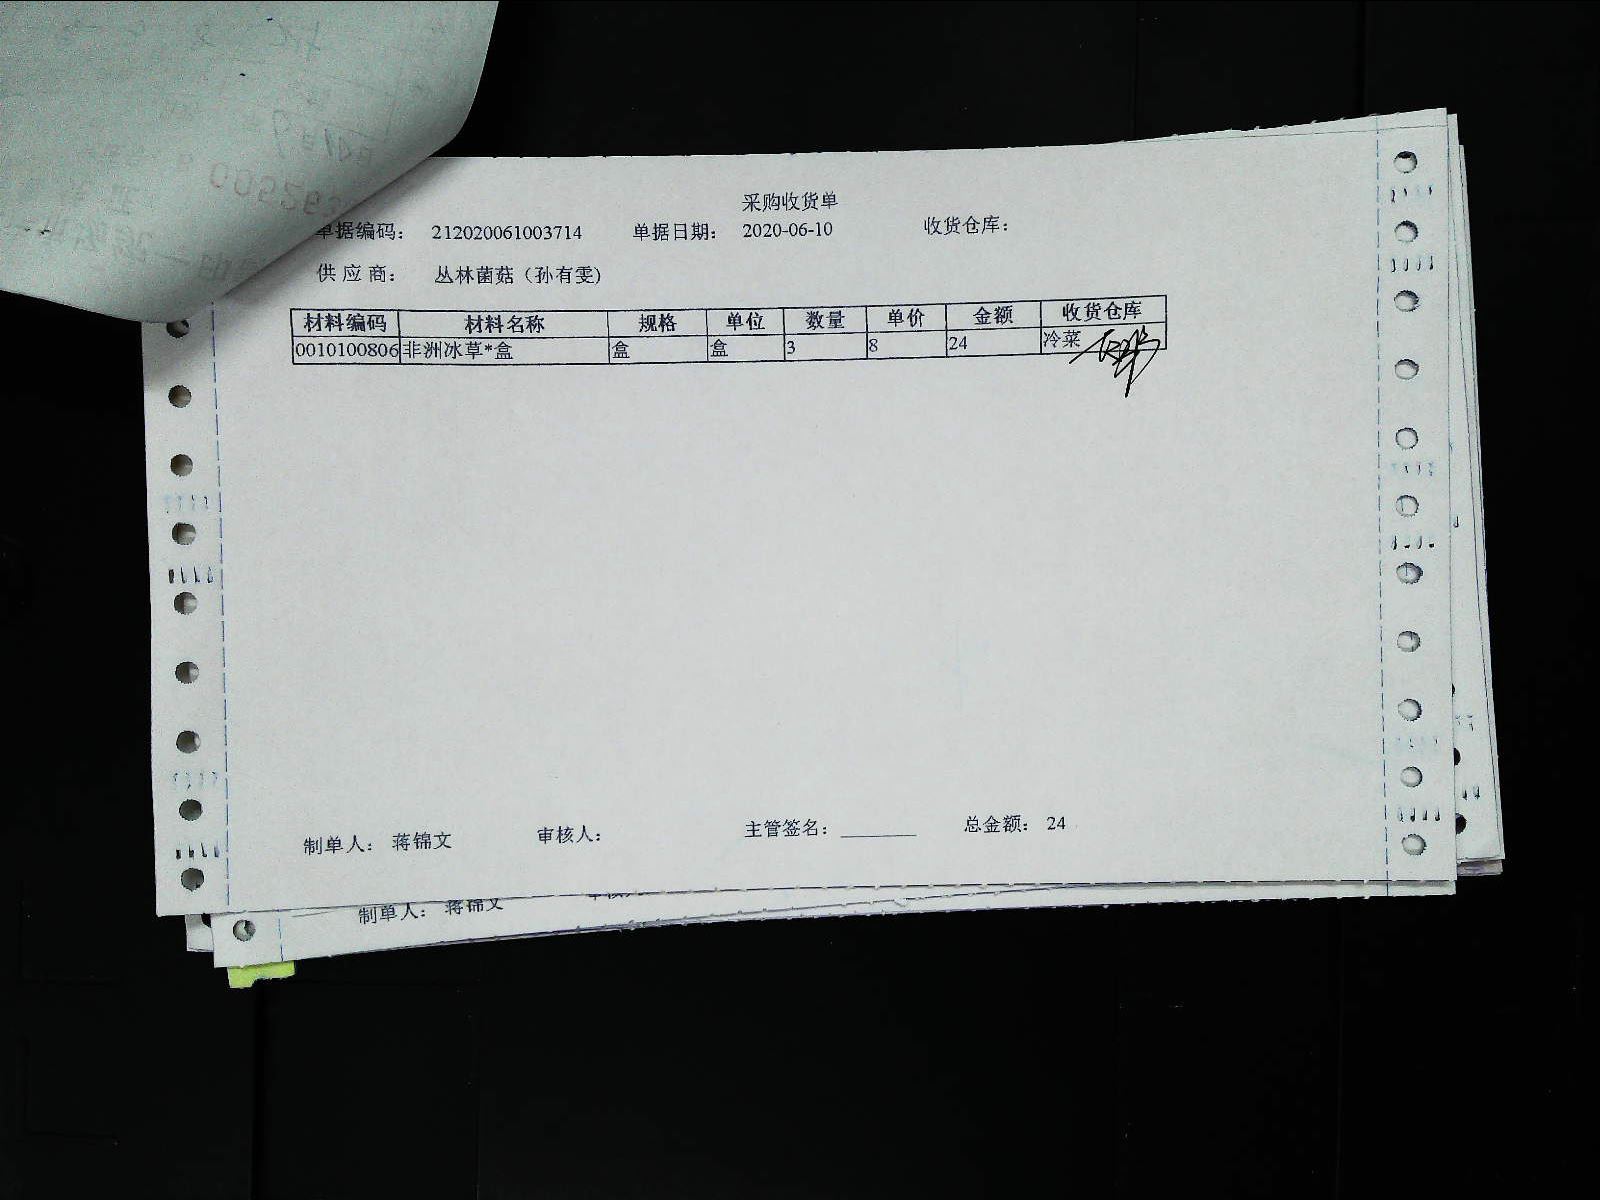 采购收货单
单据编码： 212020061003714 单据日期： 2020-06-10 收货仓库：
供应商： 丛林菌菇（孙有雯）
材料编码 材料名称 规格 单位 数量 单价 金额 收货仓库
0010100806 非洲冰草*盒 盒 盒 3 8 24 冷菜
制单人： 蒋锦文 审核人： 主管签名：________ 总金额： 24
制单人： 蒋锦文